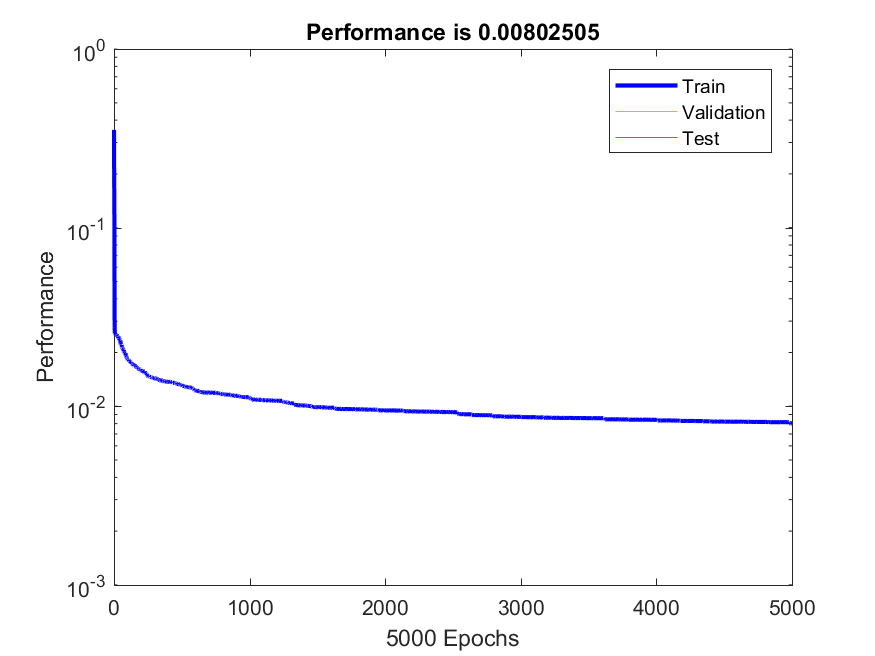 Performance is 0.00802505
10^0
10^-1
10^-2
10^-3
Performance
Train
Validation
Test
0 1000 2000 3000 4000 5000
5000 Epochs